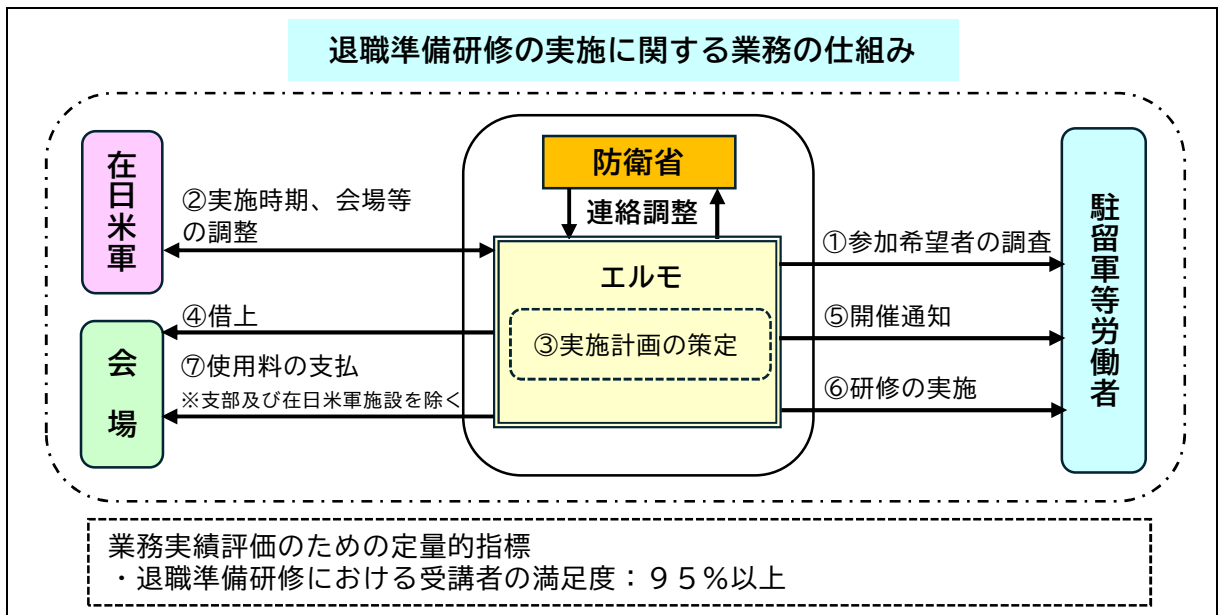 退職準備研修の実施に関する業務の仕組み
在日米軍
②実施時期、会場等
の調整
④借上
会場
⑦使用料の支払
※支部及び在日米軍施設を除く
防衛省
連絡調整
エルモ
③実施計画の策定
①参加希望者の調査
⑤開催通知
⑥研修の実施
駐留軍等労働者
業務実績評価のための定量的指標
・退職準備研修における受講者の満足度：９５％以上